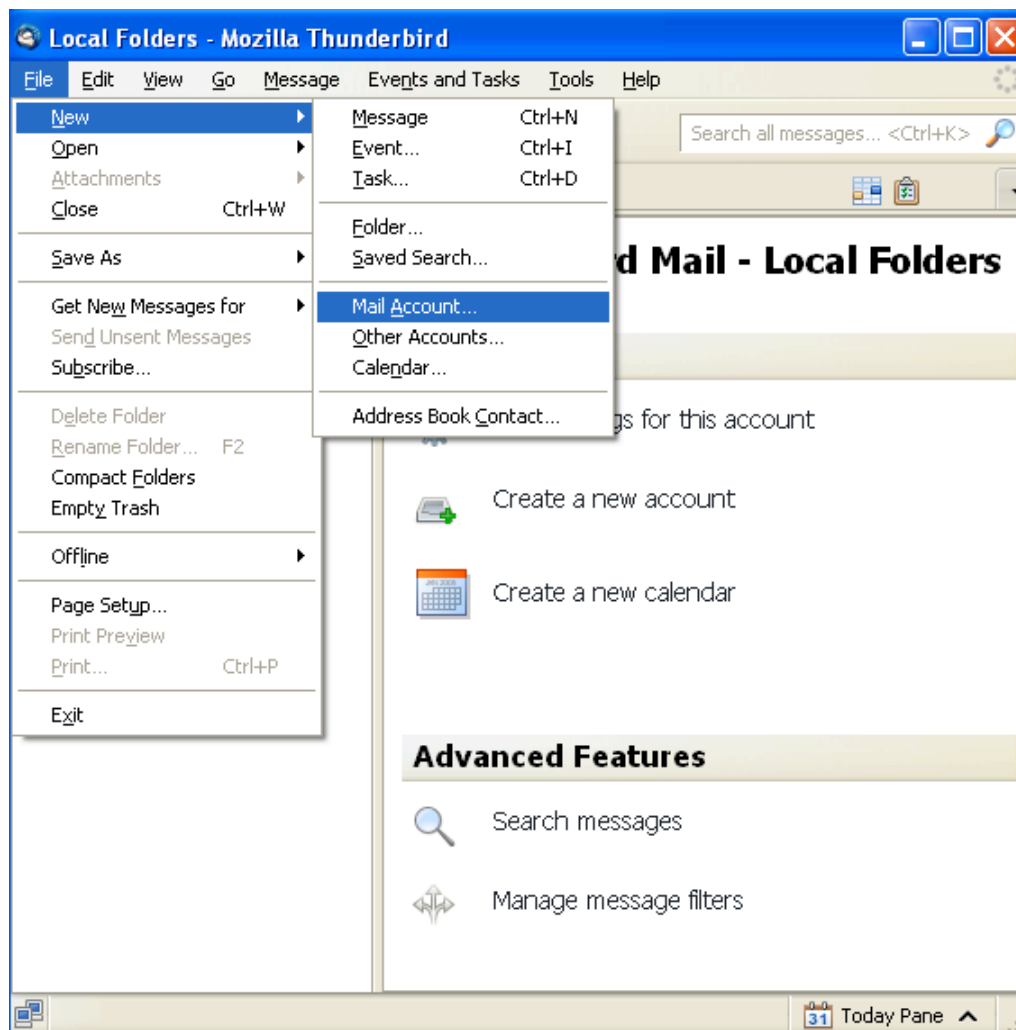 Local Folders - Mozilla Thunderbird
File Edit View Go Message Events and Tasks Tools Help
New
Open
Attachments
Close Ctrl+W
Save As
Get New Messages for
Send Unsent Messages
Subscribe...
Delete Folder
Rename Folder... F2
Compact Folders
Empty Trash
Offline
Page Setup...
Print Preview
Print... Ctrl+P
Exit
Message Ctrl+N
Event... Ctrl+I
Task... Ctrl+D
Folder...
Saved Search...
Mail Account...
Other Accounts...
Calendar...
Address Book Contact...
Search all messages... <Ctrl+K>
d Mail - Local Folders
gs for this account
Create a new account
Create a new calendar
Advanced Features
Search messages
Manage message filters
31 Today Pane